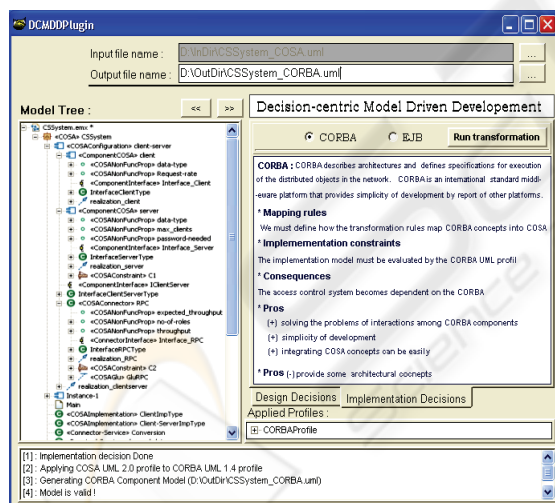 DCMDDPlugin
Input file name : D:\InDir\CSSystem_COSA.uml ...
Output file name : D:\OutDir\CSSystem_CORBA.uml ...
Model Tree : << >>
CSSystem.emx *
«COSA» CSSystem
«COSAConfiguration» client-server
«ComponentCOSA» client
«COSANonFuncProp» data-type
«COSANonFuncProp» Request-rate
«ComponentInterface» Interface_Client
InterfaceClientType
realization_client
«ComponentCOSA» server
«COSANonFuncProp» data-type
«COSANonFuncProp» max_clients
«COSANonFuncProp» password-needed
«ComponentInterface» Interface_Server
InterfaceServerType
realization_server
«COSAConstraint» C1
«ComponentInterface» IClientServer
InterfaceClientServerType
«COSAConnector» RPC
«COSANonFuncProp» expected_throughput
«COSANonFuncProp» no-of-roles
«COSANonFuncProp» throughput
«ConnectorInterface» Interface_RPC
InterfaceRPCType
realization_RPC
«COSAConstraint» C2
«COSAGlu» GluRPC
realization_clientserver
Instance-1
Main
«COSAImplementation» ClientImpType
«COSAImplementation» Client-ServerImpType
«Connector-Service» Conversion
Decision-centric Model Driven Developement
CORBA EJB Run transformation
CORBA : CORBA describes architectures and defines specifications for execution
of the distributed objects in the network. CORBA is an international standard middl-
-euare platform that provides simplicity of development by report of other platforms.
* Mapping rules
We must define how the transformation rules map CORBA concepts into COSA
* Implemementation constraints
The implementation model must be evaluated by the CORBA UML profil
* Consequences
The access control system becomes dependent on the CORBA
* Pros
(+) solving the problems of interactions among CORBA components
(+) simplicity of development
(+) integrating COSA concepts can be easily
* Pros (-) provide some architectural cocnepts
Design Decisions Implementation Decisions
Applied Profiles :
CORBAProfile
[1] : Implementation decision Done
[2] : Applying COSA UML 2.0 profile to CORBA UML 1.4 profile
[3] : Generating CORBA Component Model (D:\OutDir\CSSystem_CORBA.uml)
[4] : Model is valid !